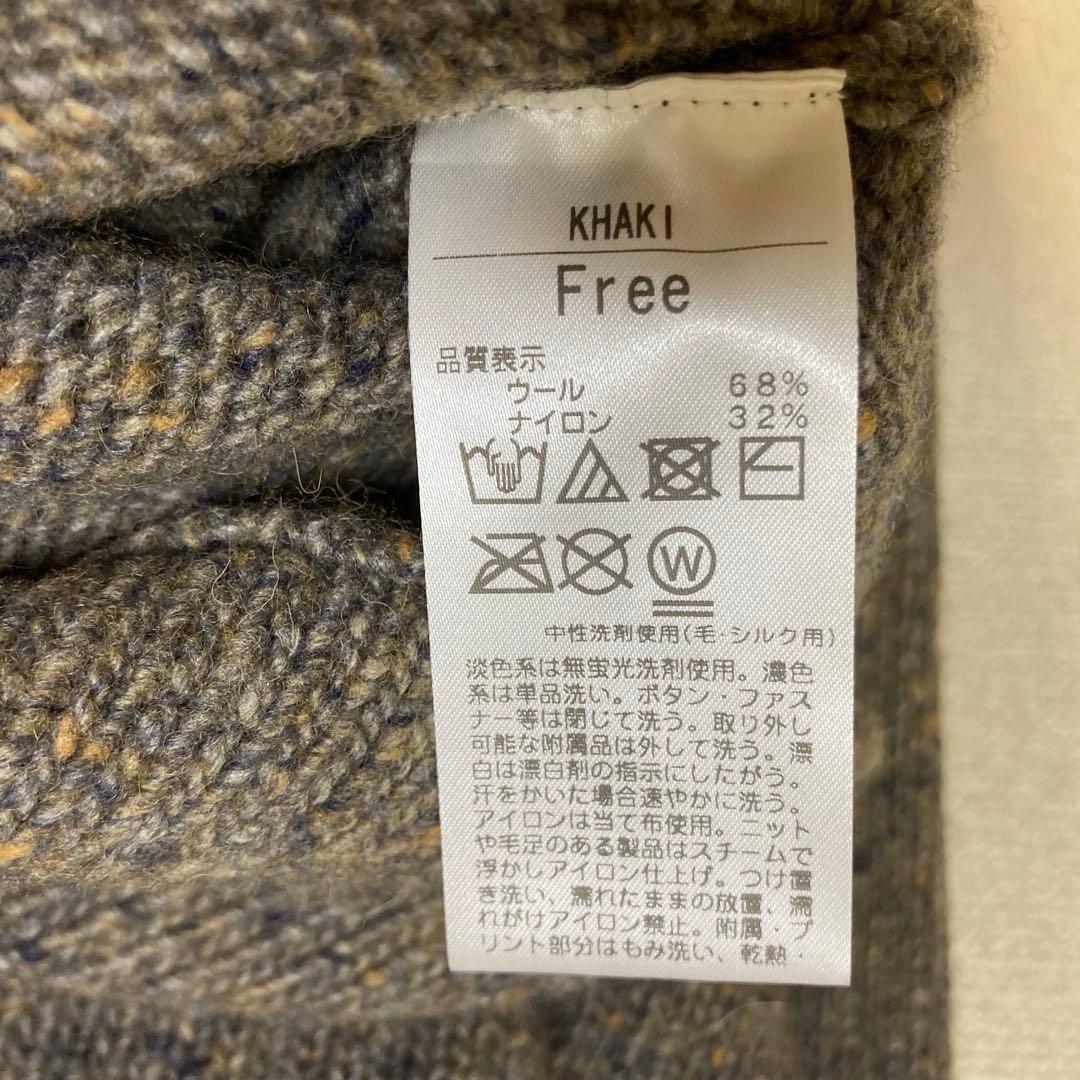 KHAKI
Free
品質表示
ウール 68%
ナイロン 32%
W
中性洗剤使用(毛・シルク用)
淡色系は無蛍光洗剤使用。濃色
系は単品洗い。ボタン・ファス
ナー等は閉じて洗う。取り外し
可能な附属品は外して洗う。漂
白は漂白剤の指示にしたがう。
汗をかいた場合速やかに洗う。
アイロンは当て布使用。ニット
や毛足のある製品はスチームで
浮かしアイロン仕上げ。つけ置
き洗い、濡れたままの放置、濡
れがけアイロン禁止。附属・プ
リント部分はもみ洗い、乾熱・